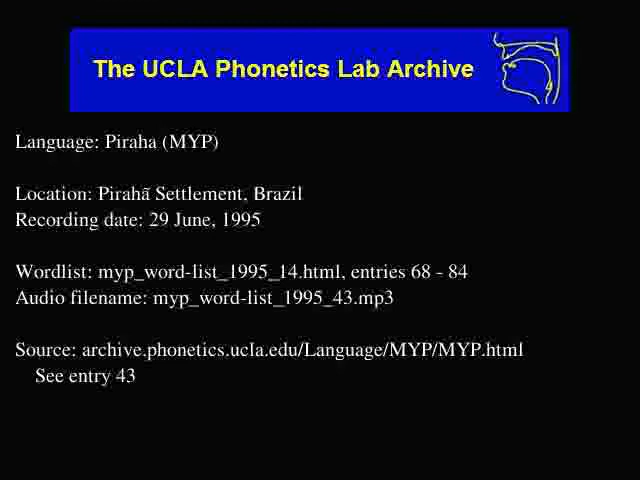 The UCLA Phonetics Lab Archive
Language: Piraha (MYP)
Location: Pirahã Settlement, Brazil
Recording date: 29 June, 1995
Wordlist: myp_word-list_1995_14.html, entries 68 - 84
Audio filename: myp_word-list_1995_43.mp3
Source: archive.phonetics.ucla.edu/Language/MYP/MYP.html
See entry 43